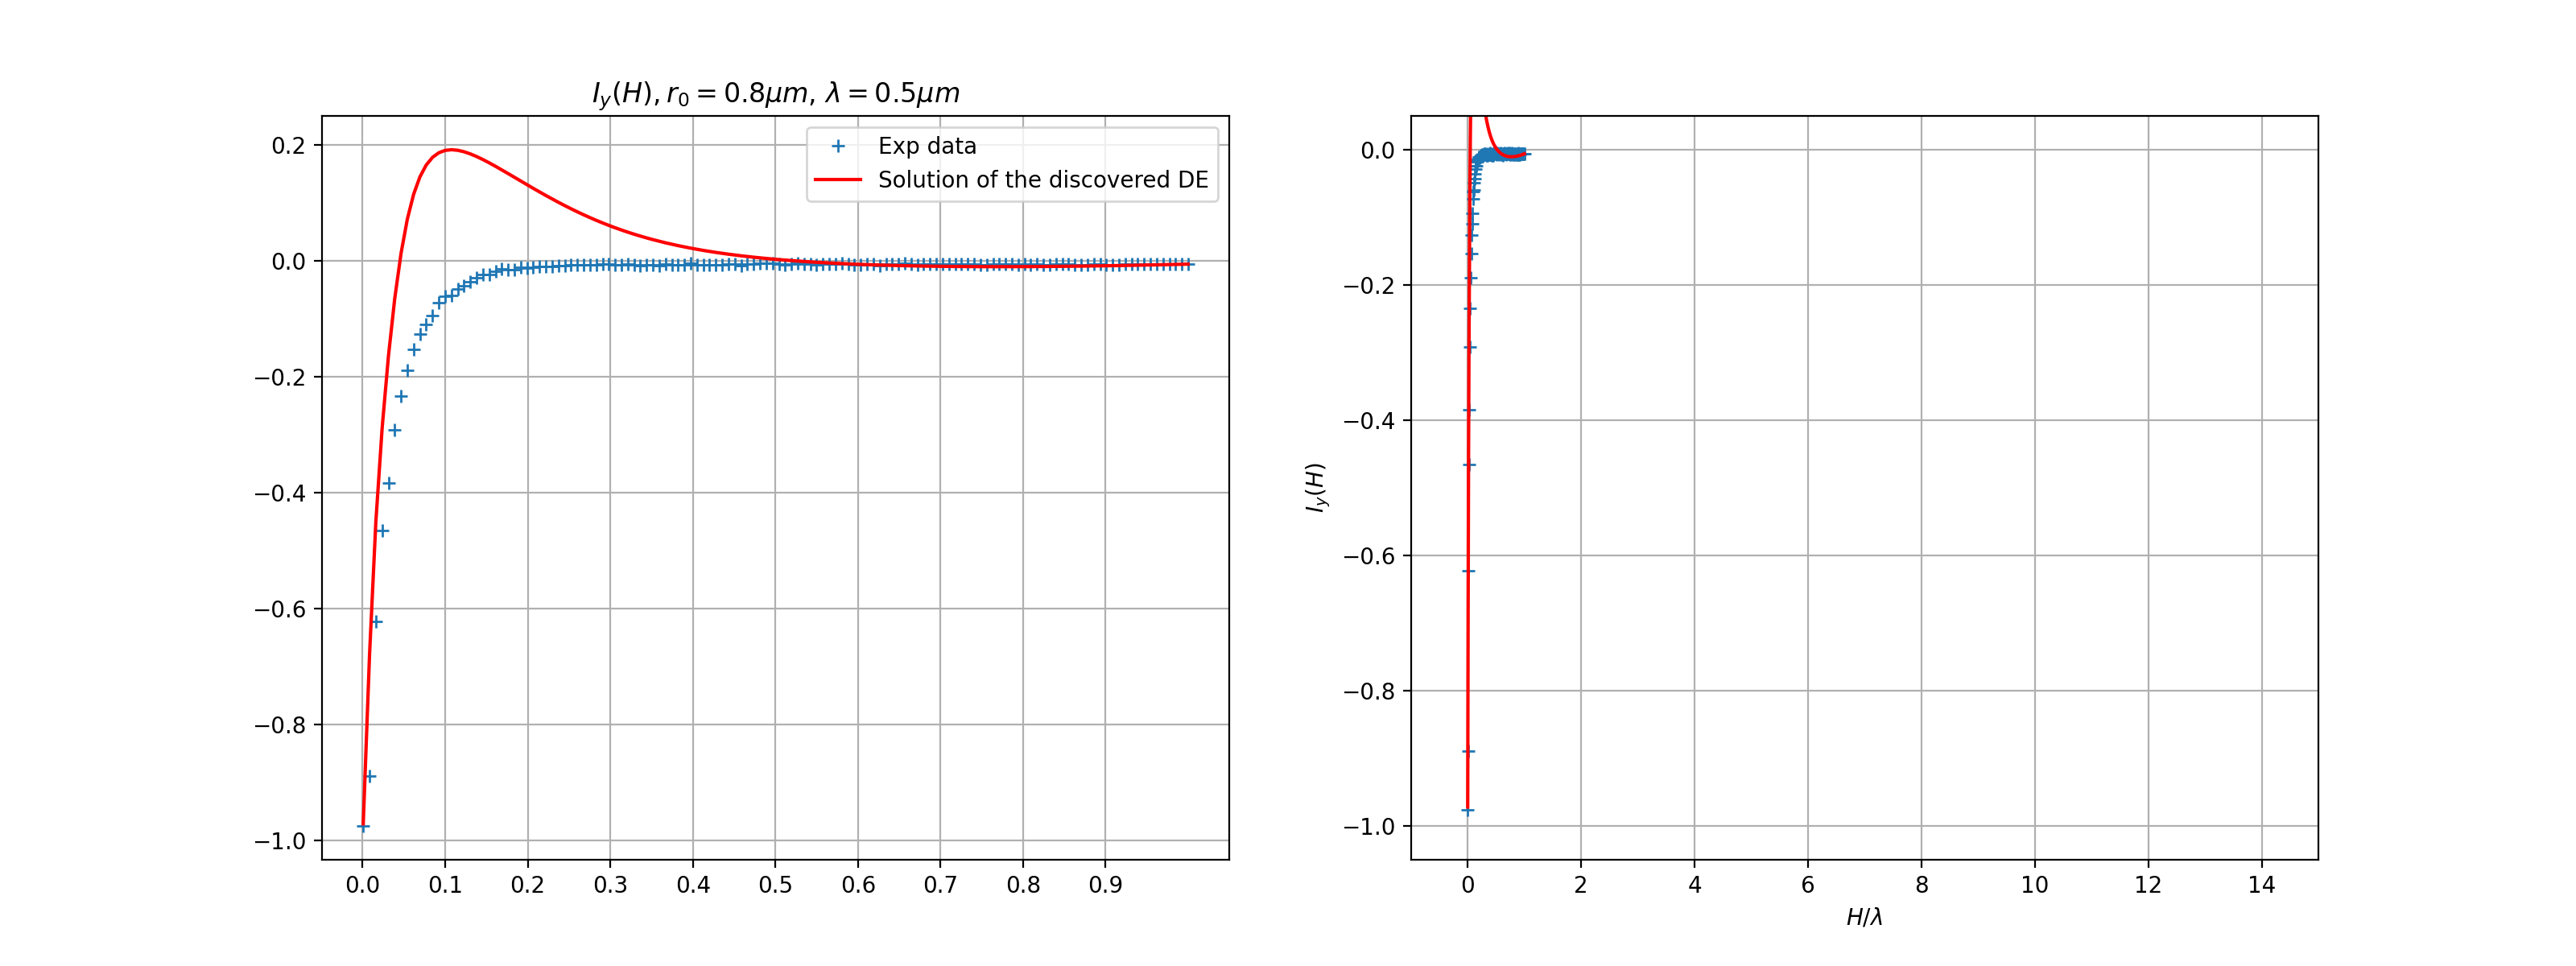 I_y(H), r_0 = 0.8μm, λ = 0.5μm
Exp data
Solution of the discovered DE
0.2
0.0
−0.2
−0.4
−0.6
−0.8
−1.0
0.0 0.1 0.2 0.3 0.4 0.5 0.6 0.7 0.8 0.9
I_y(H)
0.0
−0.2
−0.4
−0.6
−0.8
−1.0
0 2 4 6 8 10 12 14
H/λ